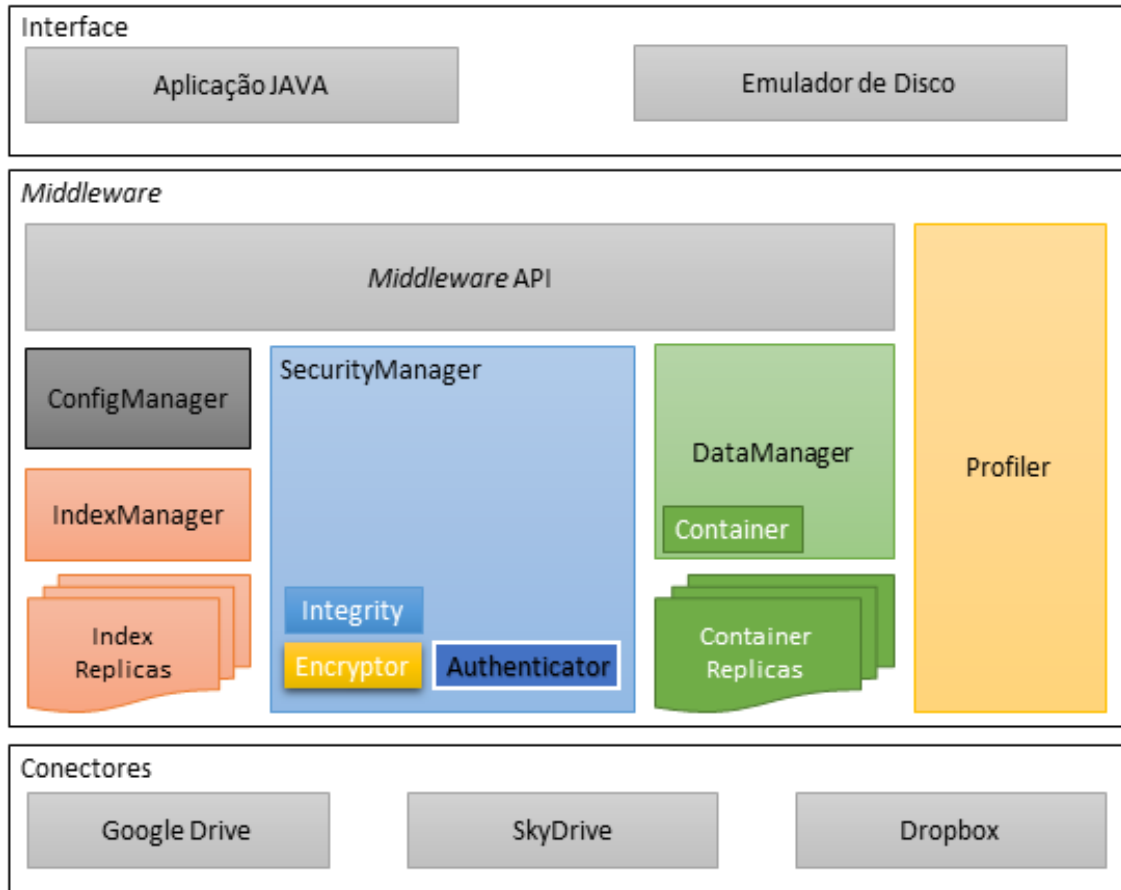 Interface
Aplicação JAVA
Emulador de Disco
Middleware
Middleware API
ConfigManager
SecurityManager
DataManager
Profiler
IndexManager
Container
Integrity
Index
Replicas
Encryptor
Authenticator
Container
Replicas
Conectores
Google Drive
SkyDrive
Dropbox